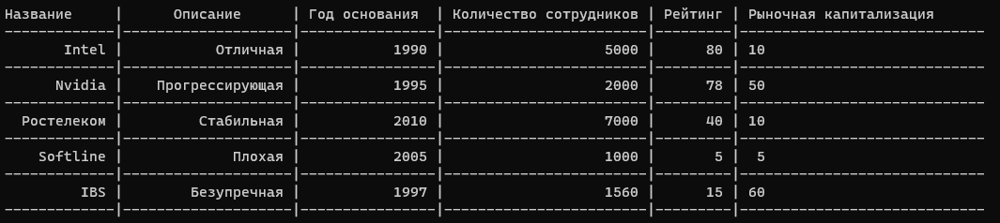 Название     |      Описание      | Год основания  | Количество сотрудников | Рейтинг | Рыночная капитализация
-------------|--------------------|----------------|------------------------|---------|-----------------------------
       Intel |           Отличная |           1990 |                   5000 |      80 | 10
-------------|--------------------|----------------|------------------------|---------|-----------------------------
      Nvidia |    Прогрессирующая |           1995 |                   2000 |      78 | 50
-------------|--------------------|----------------|------------------------|---------|-----------------------------
  Ростелеком |         Стабильная |           2010 |                   7000 |      40 | 10
-------------|--------------------|----------------|------------------------|---------|-----------------------------
    Softline |             Плохая |           2005 |                   1000 |       5 |  5
-------------|--------------------|----------------|------------------------|---------|-----------------------------
         IBS |        Безупречная |           1997 |                   1560 |      15 | 60
-------------|--------------------|----------------|------------------------|---------|-----------------------------